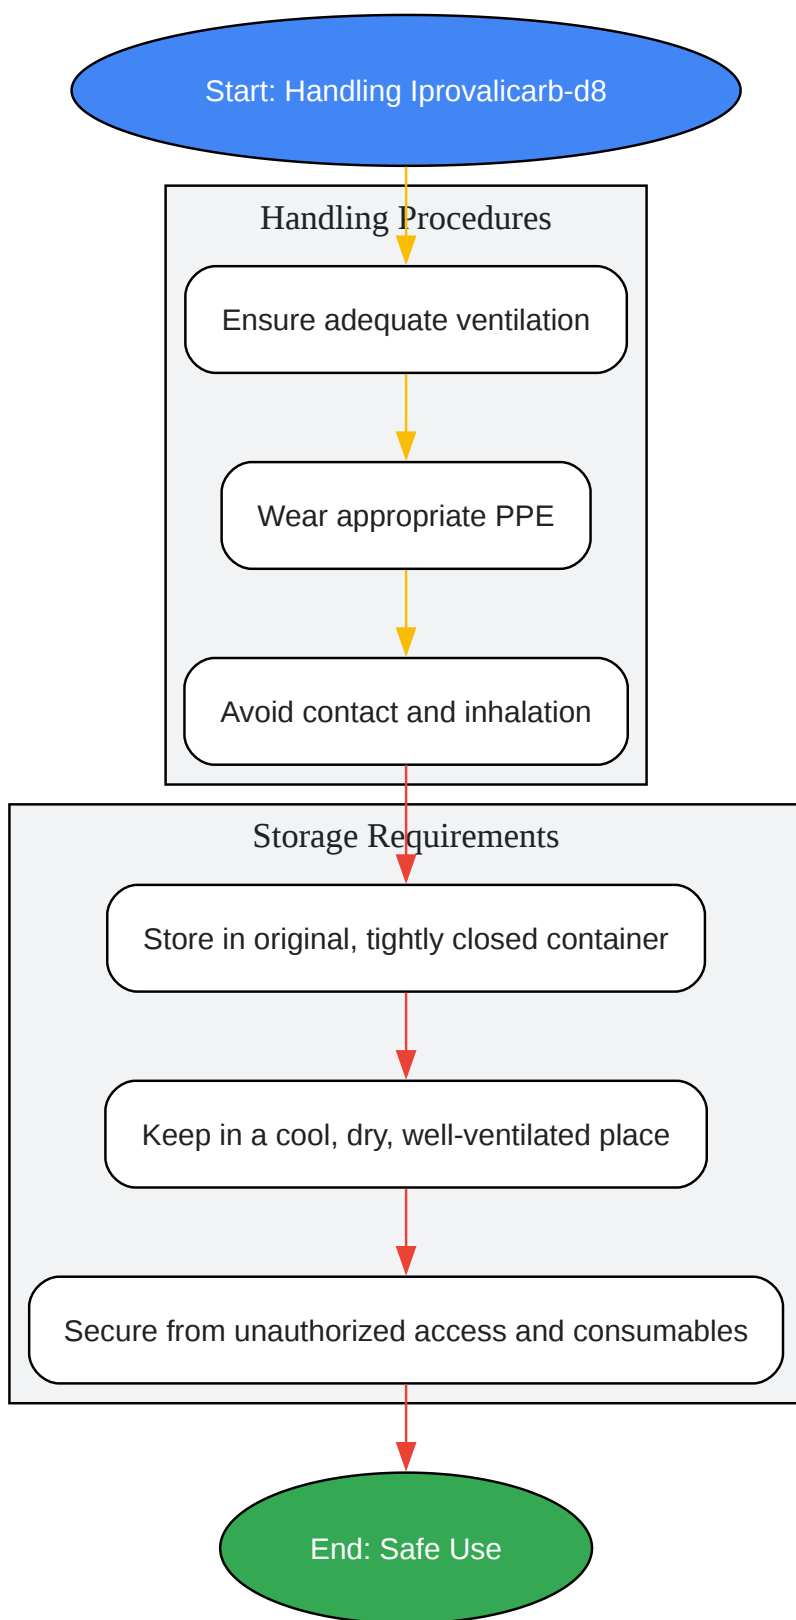 Start: Handling Iprovalicarb-d8
Handling Procedures
Ensure adequate ventilation
Wear appropriate PPE
Avoid contact and inhalation
Storage Requirements
Store in original, tightly closed container
Keep in a cool, dry, well-ventilated place
Secure from unauthorized access and consumables
End: Safe Use